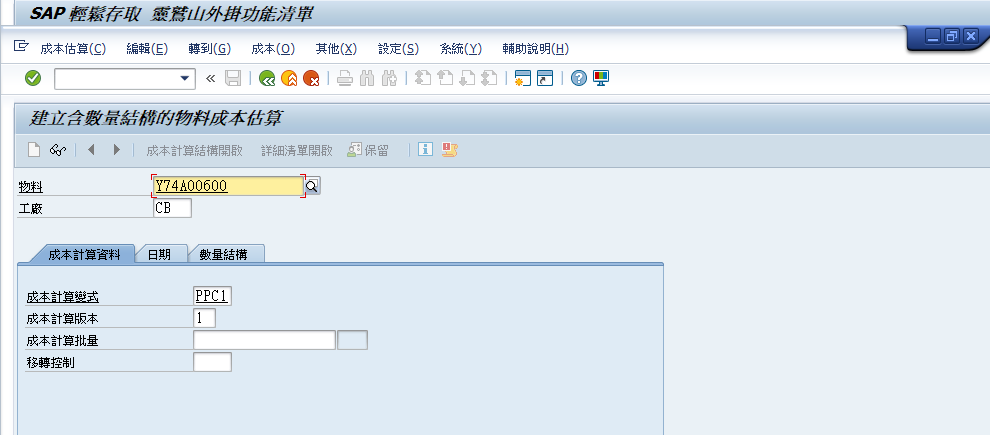 SAP 輕鬆存取 靈鷲山外掛功能清單
成本估算(C) 編輯(E) 轉到(G) 成本(O) 其他(X) 設定(S) 系統(Y) 輔助說明(H)
建立含數量結構的物料成本估算
成本計算結構開啟 詳細清單開啟 保留
物料 Y74A00600
工廠 CB
成本計算資料 日期 數量結構
成本計算變式 PPC1
成本計算版本 1
成本計算批量
移轉控制